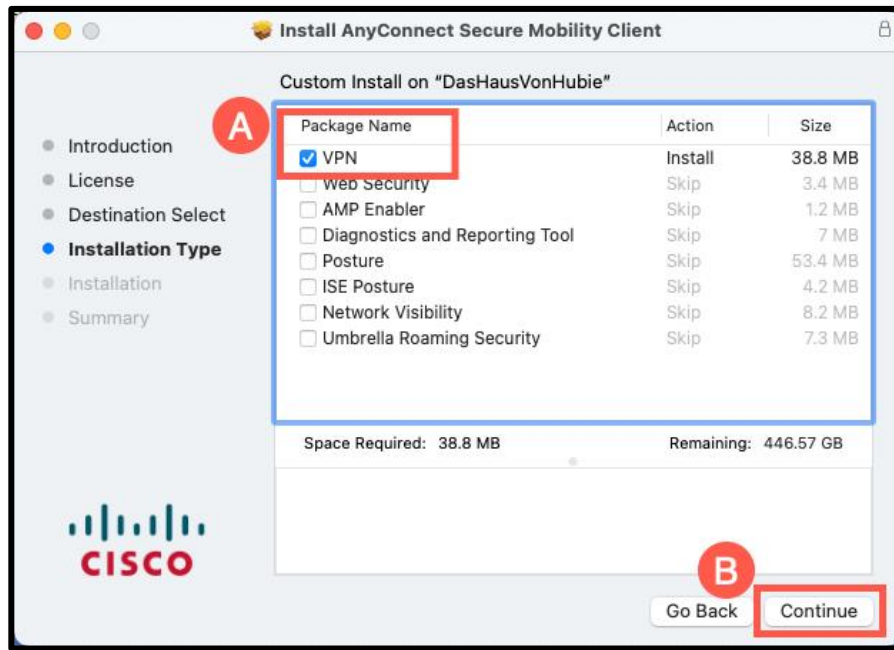 Install AnyConnect Secure Mobility Client
Custom Install on “DasHausVonHubie”
A
Package Name Action Size
VPN Install 38.8 MB
Web Security Skip 3.4 MB
AMP Enabler Skip 1.2 MB
Diagnostics and Reporting Tool Skip 7 MB
Posture Skip 53.4 MB
ISE Posture Skip 4.2 MB
Network Visibility Skip 8.2 MB
Umbrella Roaming Security Skip 7.3 MB
Introduction
License
Destination Select
Installation Type
Installation
Summary
Space Required: 38.8 MB Remaining: 446.57 GB
CISCO
B
Go Back Continue